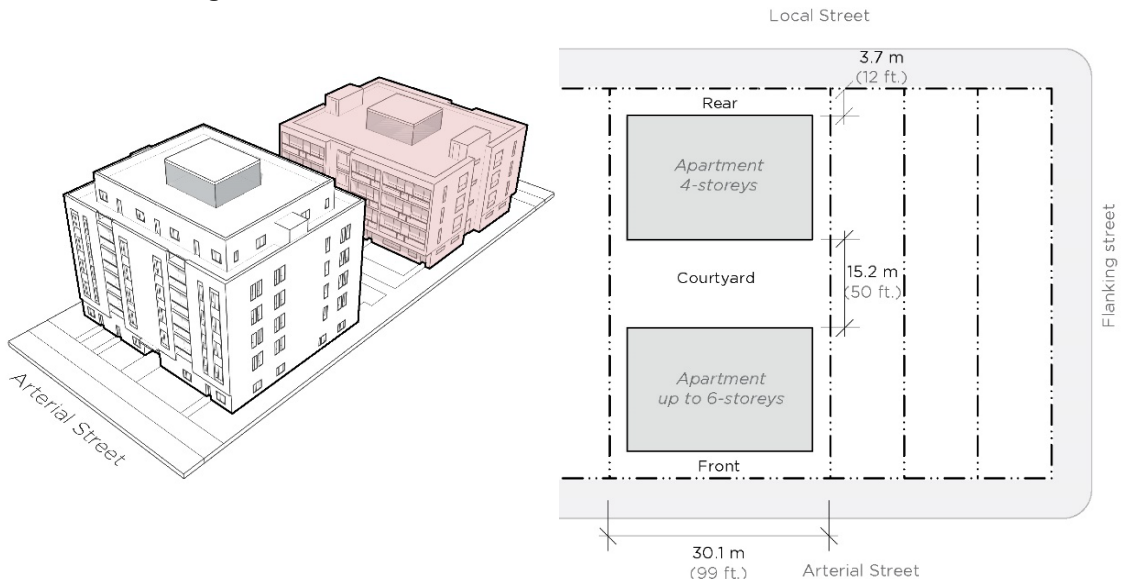 Arterial Street
Local Street
3.7 m
(12 ft.)
Rear
Apartment
4-storeys
Courtyard
15.2 m
(50 ft.)
Flanking street
Apartment
up to 6-storeys
Front
30.1 m
(99 ft.)
Arterial Street